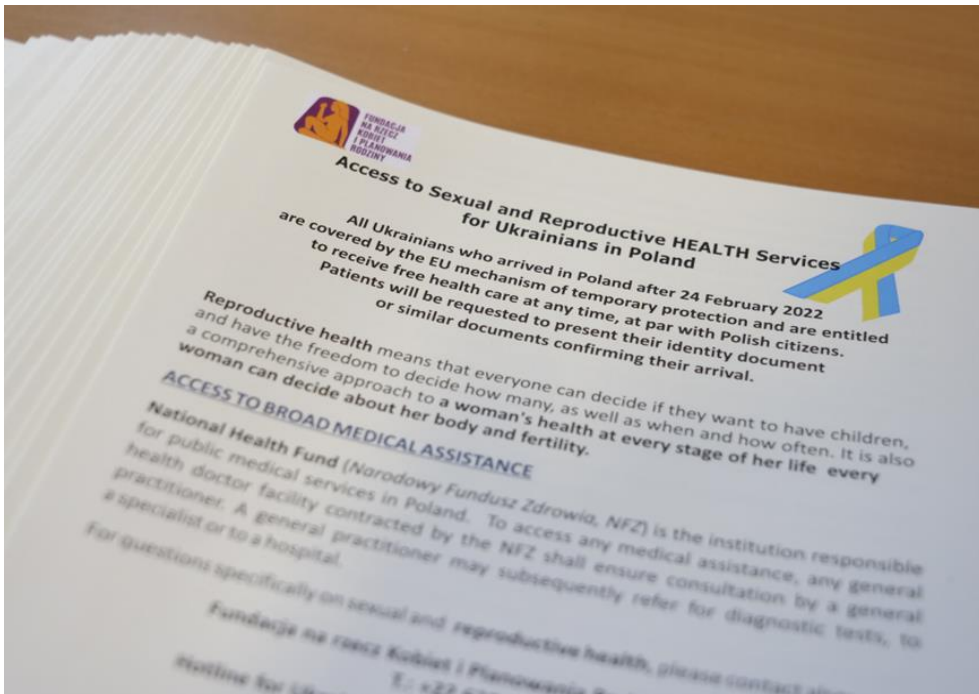 FUNDACJA
NA RZECZ
KOBIET
I PLANOWANIA
RODZINY
Access to Sexual and Reproductive HEALTH Services
for Ukrainians in Poland
All Ukrainians who arrived in Poland after 24 February 2022
are covered by the EU mechanism of temporary protection and are entitled
to receive free health care at any time, at par with Polish citizens.
Patients will be requested to present their identity document
or similar documents confirming their arrival.
Reproductive health means that everyone can decide if they want to have children,
and have the freedom to decide how many, as well as when and how often. It is also
a comprehensive approach to a woman's health at every stage of her life every
woman can decide about her body and fertility.
ACCESS TO BROAD MEDICAL ASSISTANCE
National Health Fund (Narodowy Fundusz Zdrowia, NFZ) is the institution responsible
for public medical services in Poland. To access any medical assistance, any general
health doctor facility contracted by the NFZ shall ensure consultation by a general
practitioner. A general practitioner may subsequently refer for diagnostic tests, to
a specialist or to a hospital.
For questions specifically on sexual and reproductive health, please contact
Fundacja na rzecz Kobiet i Planowania
T.: +22
Hotline for